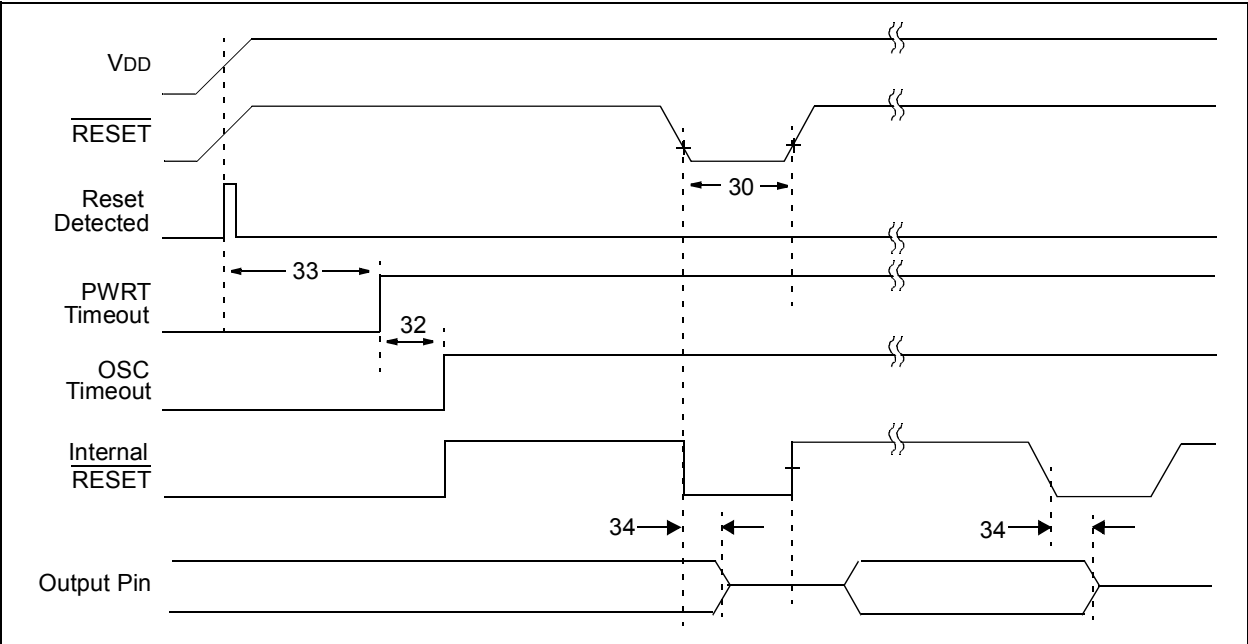 VDD
RESET
Reset
Detected
30
33
PWRT
Timeout
32
OSC
Timeout
Internal
RESET
34
34
Output Pin